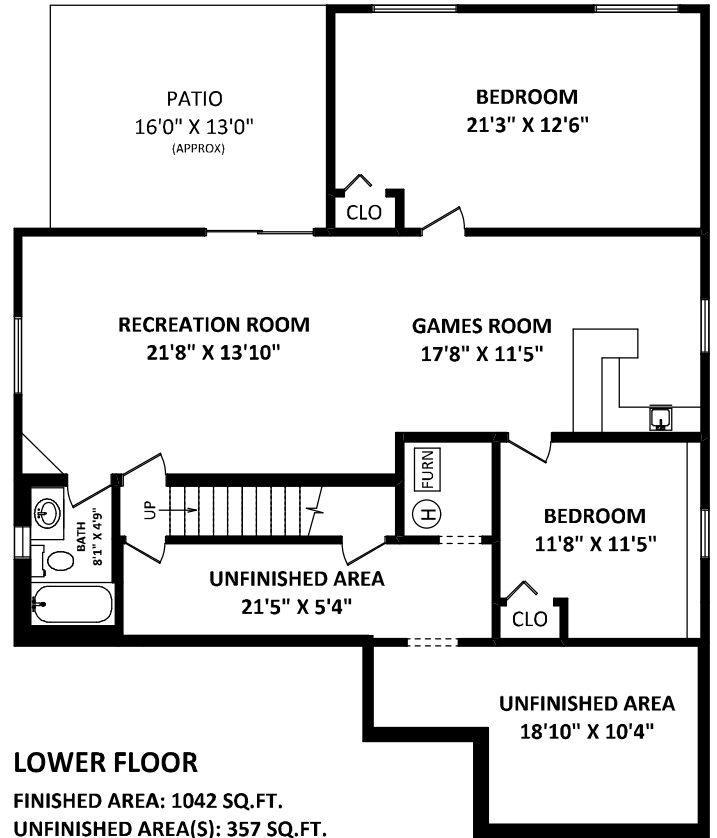 PATIO
16'0" X 13'0"
(APPROX)
BEDROOM
21'3" X 12'6"
CLO
RECREATION ROOM
21'8" X 13'10"
GAMES ROOM
17'8" X 11'5"
FURN
H
UP
BATH
8'1" X 4'9"
BEDROOM
11'8" X 11'5"
UNFINISHED AREA
21'5" X 5'4"
CLO
UNFINISHED AREA
18'10" X 10'4"
LOWER FLOOR
FINISHED AREA: 1042 SQ.FT.
UNFINISHED AREA(S): 357 SQ.FT.